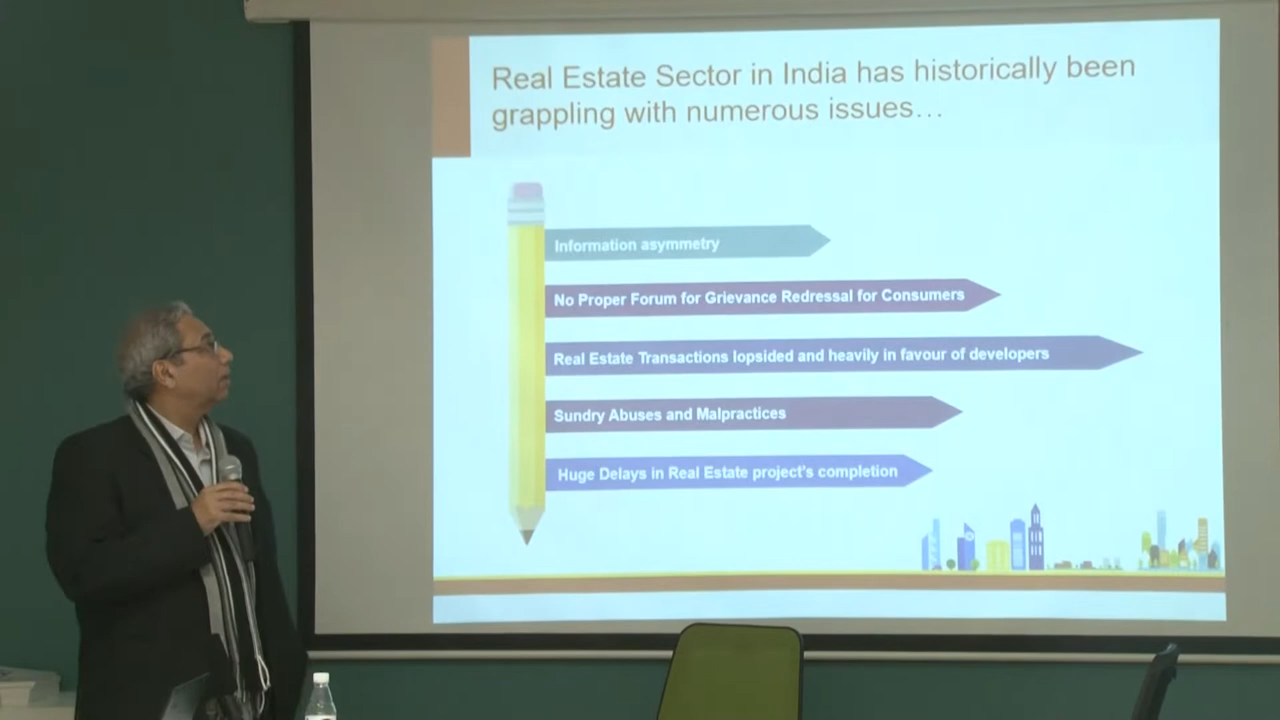 Real Estate Sector in India has historically been
grappling with numerous issues…
Information asymmetry
No Proper Forum for Grievance Redressal for Consumers
Real Estate Transactions lopsided and heavily in favour of developers
Sundry Abuses and Malpractices
Huge Delays in Real Estate project's completion